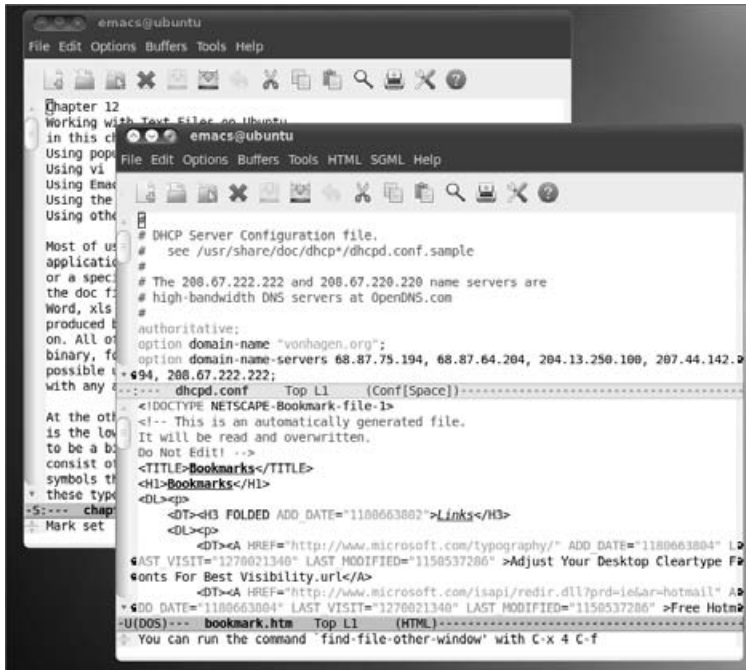 emacs@ubuntu
File Edit Options Buffers Tools Help
Chapter 12
Working with Text Files on Ubuntu
in this ch
Using popu
Using vi
Using Emac
Using the
Using othe
Most of us
applicatio
or a speci
the doc fi
Word, xls
produced b
on. All of
binary, fo
possible u
with any a
At the oth
is the low
to be a bi
consist of
symbols th
these type
-S:--- chap
Mark set
emacs@ubuntu
File Edit Options Buffers Tools HTML SGML Help
#
# DHCP Server Configuration file.
#   see /usr/share/doc/dhcp*/dhcpd.conf.sample
#
# The 208.67.222.222 and 208.67.220.220 name servers are
# high-bandwidth DNS servers at OpenDNS.com
#
authoritative;
option domain-name "vonhagen.org";
option domain-name-servers 68.87.75.194, 68.87.64.204, 204.13.250.100, 207.44.142.
94, 208.67.222.222;
--:--- dhcpd.conf Top L1 (Conf[Space])---
<!DOCTYPE NETSCAPE-Bookmark-file-1>
<!-- This is an automatically generated file.
It will be read and overwritten.
Do Not Edit! -->
<TITLE>Bookmarks</TITLE>
<H1>Bookmarks</H1>
<DL><p>
<DT><H3 FOLDED ADD_DATE="1180663802">Links</H3>
<DL><p>
<DT><A HREF="http://www.microsoft.com/typography/" ADD_DATE="1180663804" L
AST_VISIT="1270021340" LAST_MODIFIED="1150537286" >Adjust Your Desktop Cleartype F
onts For Best Visibility.url</A>
<DT><A HREF="http://www.microsoft.com/isapi/redir.dll?prd=ie&ar=hotmail" A
DD_DATE="1180663804" LAST_VISIT="1270021340" LAST_MODIFIED="1150537286" >Free Hotm
-U(DOS)--- bookmark.htm Top L1 (HTML)---
You can run the command `find-file-other-window' with C-x 4 C-f